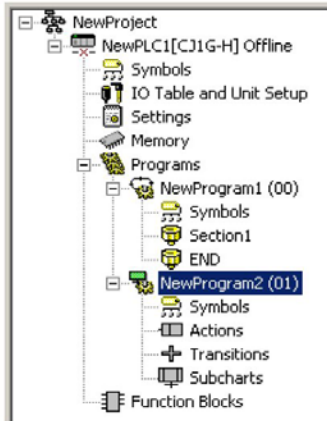 NewProject
NewPLC1[CJ1G-H] Offline
Symbols
IO Table and Unit Setup
Settings
Memory
Programs
NewProgram1 (00)
Symbols
Section1
END
NewProgram2 (01)
Symbols
Actions
Transitions
Subcharts
Function Blocks